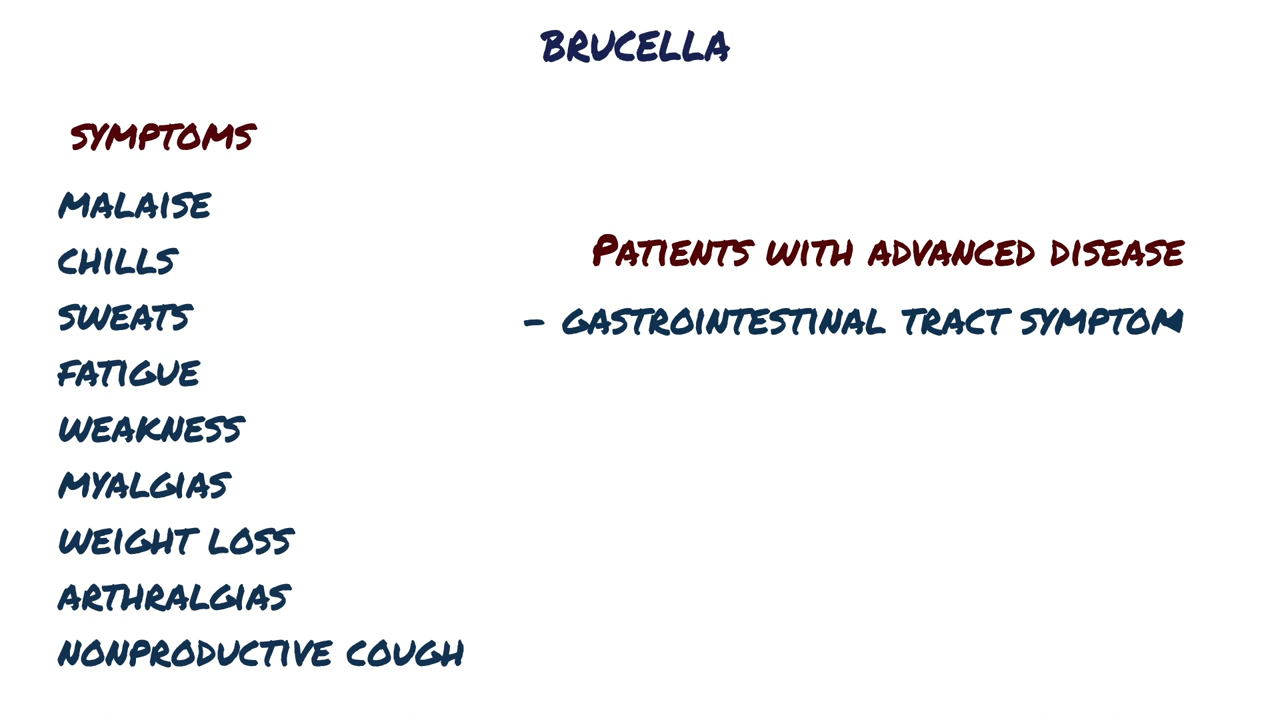 BRUCELLA
SYMPTOMS
MALAISE
CHILLS
SWEATS
FATIGUE
WEAKNESS
MYALGIAS
WEIGHT LOSS
ARTHRALGIAS
NONPRODUCTIVE COUGH
PATIENTS WITH ADVANCED DISEASE
- GASTROINTESTINAL TRACT SYMPTOM